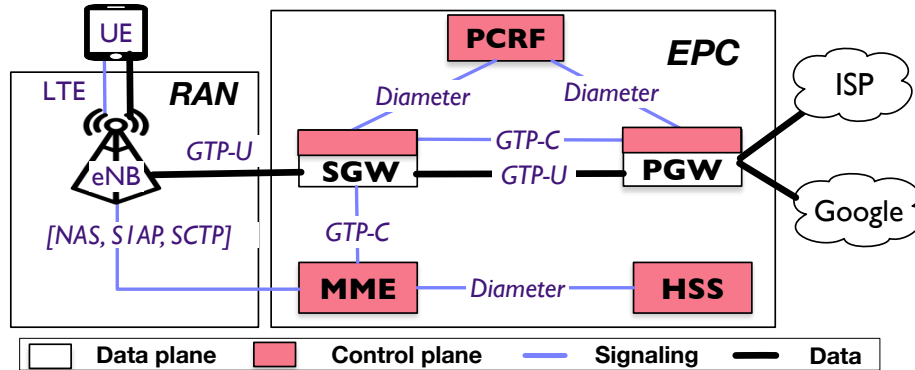 UE
PCRF
EPC
LTE
RAN
Diameter
Diameter
ISP
GTP-U
GTP-C
eNB
SGW
GTP-U
PGW
Google
[NAS, S1AP, SCTP]
GTP-C
MME
Diameter
HSS
Data plane
Control plane
Signaling
Data